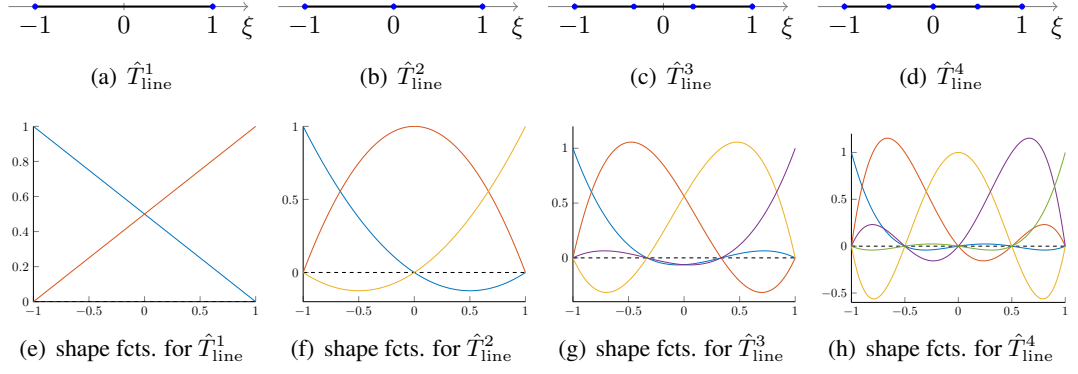 −1 0 1 ξ
−1 0 1 ξ
−1 0 1 ξ
−1 0 1 ξ
(a) T̂¹line
(b) T̂²line
(c) T̂³line
(d) T̂⁴line
1
0.8
0.6
0.4
0.2
0
−1 −0.5 0 0.5 1
1
0.5
0
−1 −0.5 0 0.5 1
1
0.5
0
−1 −0.5 0 0.5 1
1
0.5
0
−0.5
−1 −0.5 0 0.5 1
(e) shape fcts. for T̂¹line
(f) shape fcts. for T̂²line
(g) shape fcts. for T̂³line
(h) shape fcts. for T̂⁴line